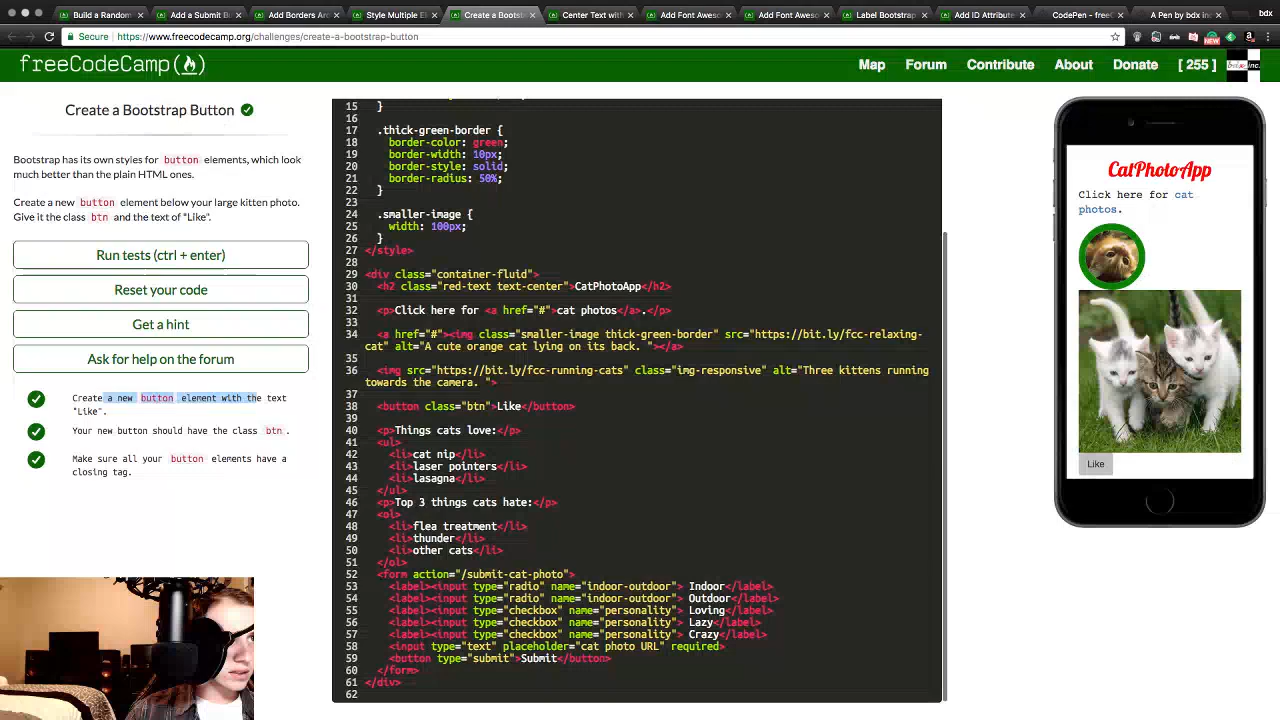 Build a Random
Add a Submit Bu
Add Borders Aro
Style Multiple El
Create a Bootstr
Center Text with
Add Font Aweso
Add Font Aweso
Label Bootstrap
Add ID Attribute
CodePen - freeC
A Pen by bdx inc
bdx
Secure
https://www.freecodecamp.org/challenges/create-a-bootstrap-button
NEW
freeCodeCamp
Map
Forum
Contribute
About
Donate
[ 255 ]
Create a Bootstrap Button
Bootstrap has its own styles for button elements, which look
much better than the plain HTML ones.
Create a new button element below your large kitten photo.
Give it the class btn and the text of "Like".
Run tests (ctrl + enter)
Reset your code
Get a hint
Ask for help on the forum
Create a new button element with the text
"Like".
Your new button should have the class btn .
Make sure all your button elements have a
closing tag.
15 }
16
17 .thick-green-border {
18 border-color: green;
19 border-width: 10px;
20 border-style: solid;
21 border-radius: 50%;
22 }
23
24 .smaller-image {
25 width: 100px;
26 }
27 </style>
28
29 <div class="container-fluid">
30 <h2 class="red-text text-center">CatPhotoApp</h2>
31
32 <p>Click here for <a href="#">cat photos</a>.</p>
33
34 <a href="#"><img class="smaller-image thick-green-border" src="https://bit.ly/fcc-relaxing-
cat" alt="A cute orange cat lying on its back. "></a>
35
36 <img src="https://bit.ly/fcc-running-cats" class="img-responsive" alt="Three kittens running
towards the camera. ">
37
38 <button class="btn">Like</button>
39
40 <p>Things cats love:</p>
41 <ul>
42 <li>cat nip</li>
43 <li>laser pointers</li>
44 <li>lasagna</li>
45 </ul>
46 <p>Top 3 things cats hate:</p>
47 <ol>
48 <li>flea treatment</li>
49 <li>thunder</li>
50 <li>other cats</li>
51 </ol>
52 <form action="/submit-cat-photo">
53 <label><input type="radio" name="indoor-outdoor"> Indoor</label>
54 <label><input type="radio" name="indoor-outdoor"> Outdoor</label>
55 <label><input type="checkbox" name="personality"> Loving</label>
56 <label><input type="checkbox" name="personality"> Lazy</label>
57 <label><input type="checkbox" name="personality"> Crazy</label>
58 <input type="text" placeholder="cat photo URL" required>
59 <button type="submit">Submit</button>
60 </form>
61 </div>
62
CatPhotoApp
Click here for cat
photos.
Like